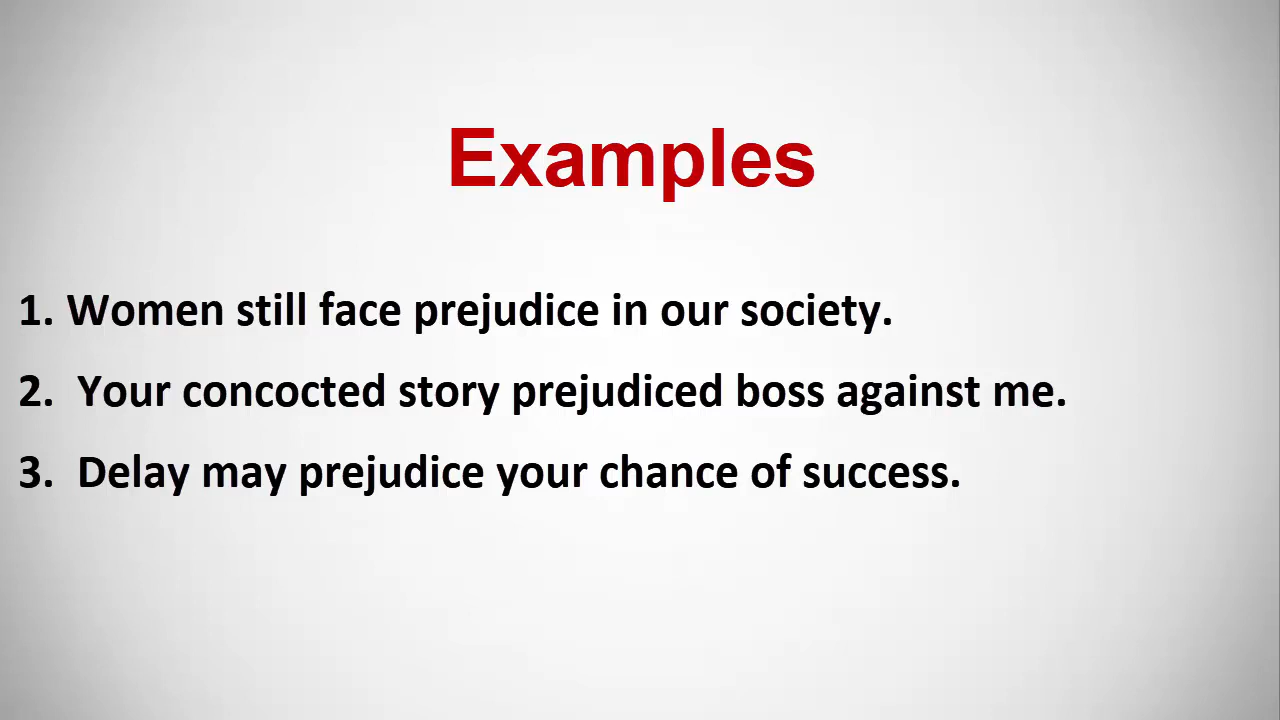 Examples
1. Women still face prejudice in our society.
2. Your concocted story prejudiced boss against me.
3. Delay may prejudice your chance of success.